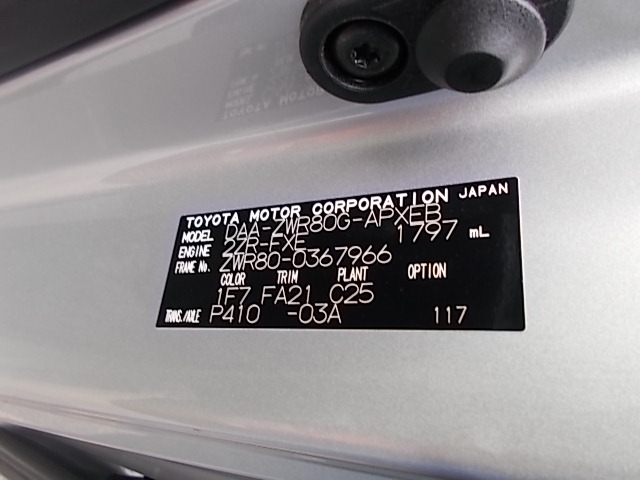 TOYOTA MOTOR CORPORATION JAPAN
MODEL DAA-ZWR80G-APXEB
ENGINE 2ZR-FXE 1797 mL
FRAME No. ZWR80-0367966
COLOR TRIM PLANT OPTION
1F7 FA21 C25
TRANS./AXLE P410 -03A 117